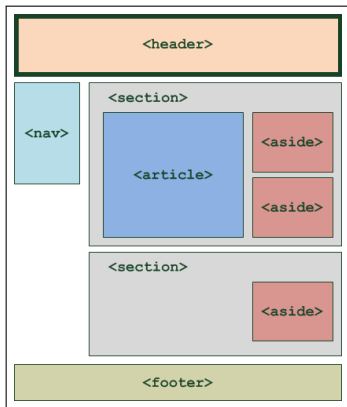 <header>
<nav>
<section>
<article>
<aside>
<aside>
<section>
<aside>
<footer>